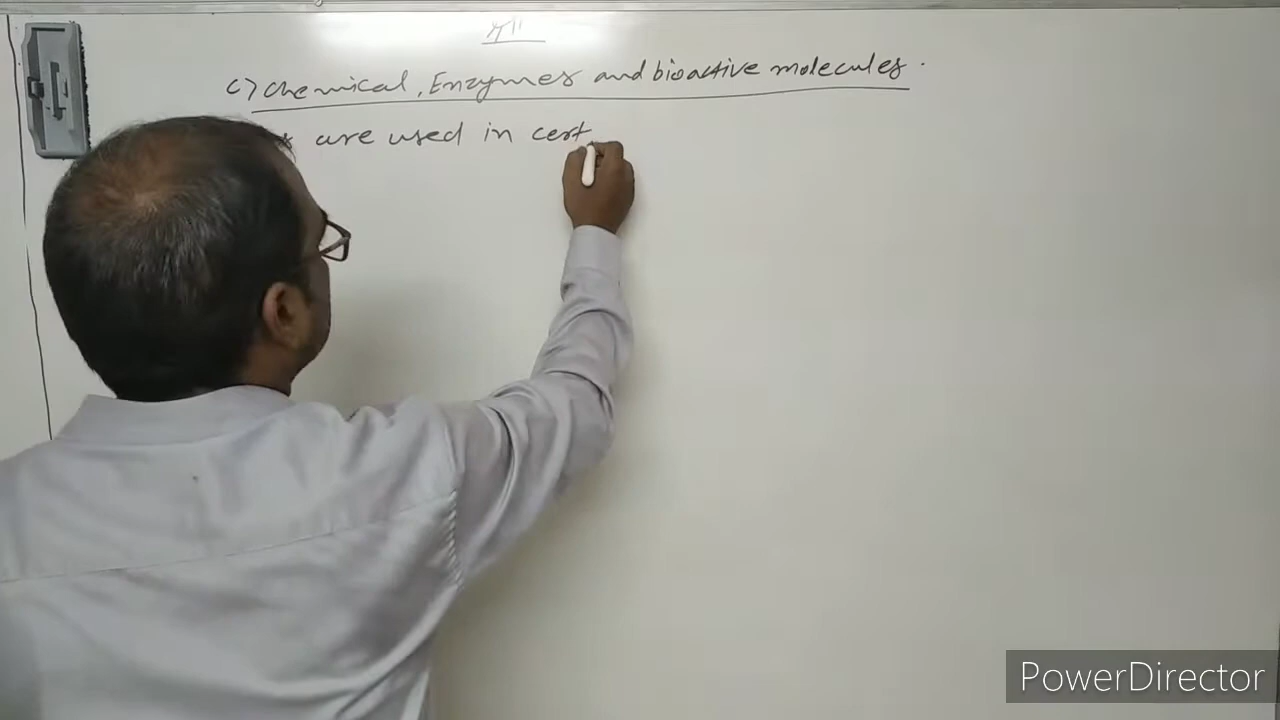 c) Chemical, Enzymes and bioactive molecules.
are used in cert
PowerDirector